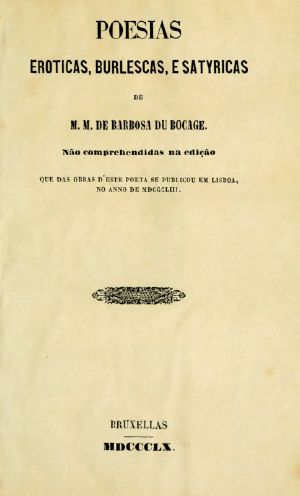 POESIAS
EROTICAS, BURLESCAS, E SATYRICAS
DE
M. M. DE BARBOSA DU BOCAGE.
Não comprehendidas na edição
QUE DAS OBRAS D'ESTE POETA SE PUBLICOU EM LISBOA,
NO ANNO DE MDCCCLIII.
BRUXELLAS
MDCCCLX.